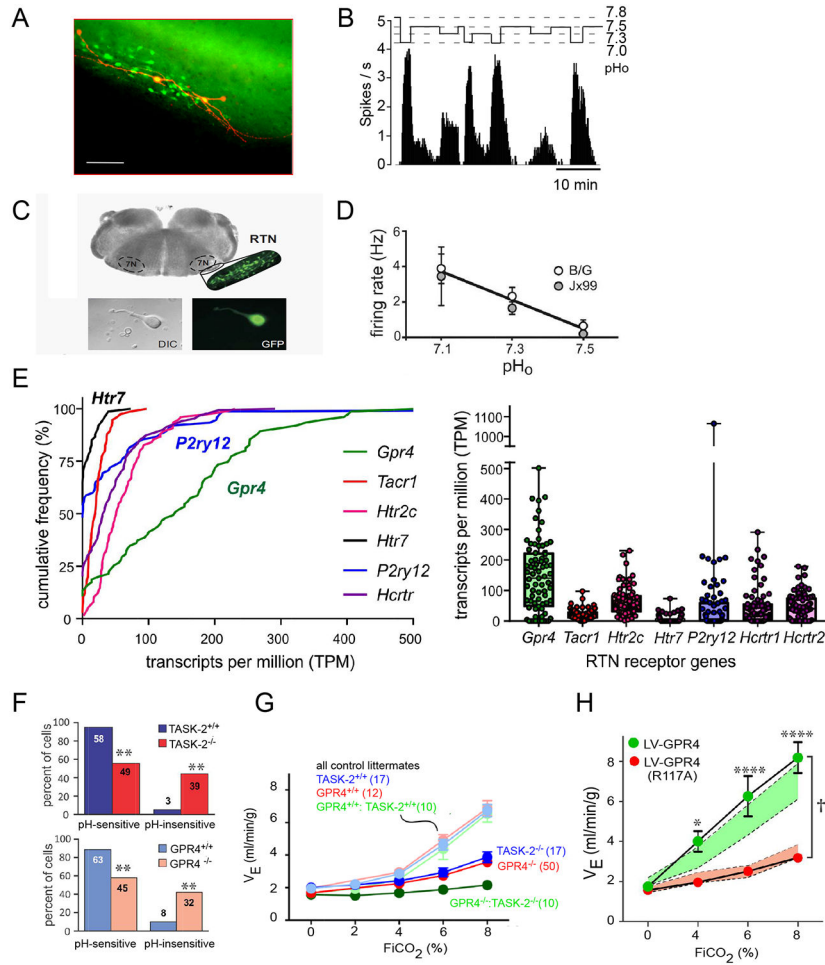 A
B
5
4
3
2
1
0
Spikes / s
7.8
7.5
7.3
7.0
pHo
10 min
C
RTN
7N
7N
DIC
GFP
D
firing rate (Hz)
8
4
0
B/G
Jx99
7.1
7.3
7.5
pHo
E
Htr7
P2ry12
Gpr4
cumulative frequency (%)
100
75
50
25
0
Gpr4
Tacr1
Htr2c
Htr7
P2ry12
Hcrtr
0
100
200
300
400
500
transcripts per million (TPM)
transcripts per million (TPM)
1100
1000
500
400
300
200
100
0
Gpr4
Tacr1
Htr2c
Htr7
P2ry12
Hcrtr1
Hcrtr2
RTN receptor genes
F
percent of cells
100
80
60
40
20
0
58
**
49
3
**
39
TASK-2+/+
TASK-2-/-
pH-sensitive
pH-insensitive
percent of cells
100
80
60
40
20
0
63
**
45
8
**
32
GPR4+/+
GPR4 -/-
pH-sensitive
pH-insensitive
G
all control littermates
TASK-2+/+ (17)
GPR4+/+ (12)
GPR4+/+: TASK-2+/+(10)
TASK-2-/- (17)
GPR4-/- (50)
GPR4-/-:TASK-2-/-(10)
VE (ml/min/g)
10
8
6
4
2
0
0
2
4
6
8
FiCO2 (%)
H
LV-GPR4
LV-GPR4
(R117A)
*
****
****
†
VE (ml/min/g)
8
6
4
2
0
0
4
6
8
FiCO2 (%)